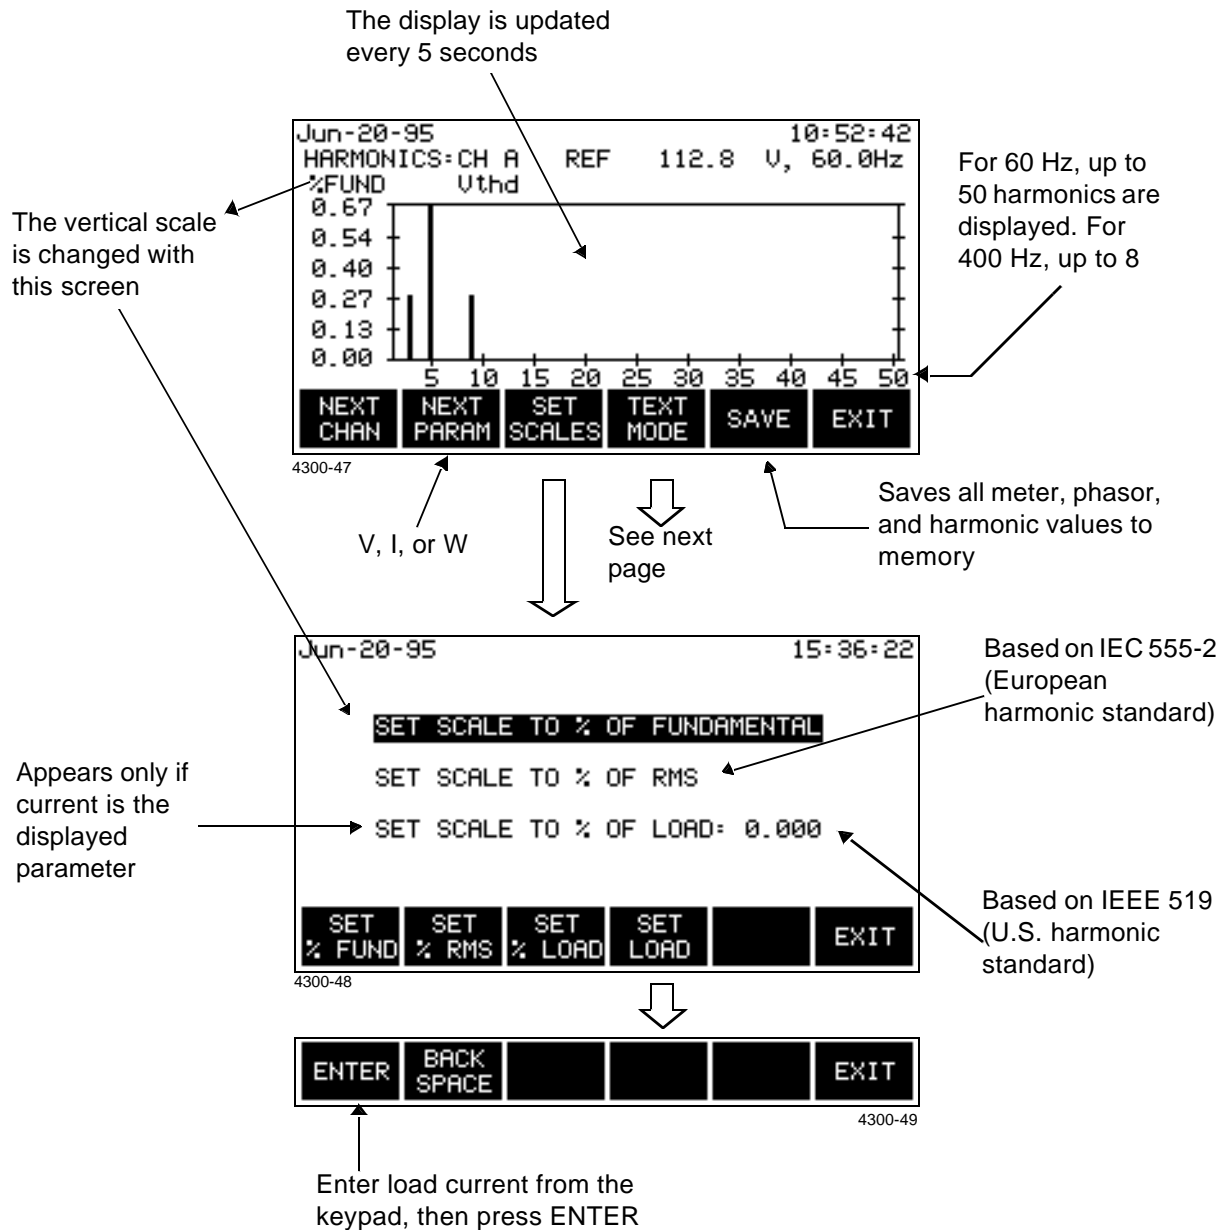 The display is updated
every 5 seconds
Jun-20-95 10:52:42
HARMONICS:CH A REF 112.8 V, 60.0Hz
%FUND Vthd
0.67
0.54
0.40
0.27
0.13
0.00
5 10 15 20 25 30 35 40 45 50
NEXT CHAN
NEXT PARAM
SET SCALES
TEXT MODE
SAVE
EXIT
4300-47
The vertical scale
is changed with
this screen
For 60 Hz, up to
50 harmonics are
displayed. For
400 Hz, up to 8
V, I, or W
See next
page
Saves all meter, phasor,
and harmonic values to
memory
Jun-20-95 15:36:22
SET SCALE TO % OF FUNDAMENTAL
SET SCALE TO % OF RMS
SET SCALE TO % OF LOAD: 0.000
SET % FUND
SET % RMS
SET % LOAD
SET LOAD
EXIT
4300-48
Based on IEC 555-2
(European
harmonic standard)
Appears only if
current is the
displayed
parameter
Based on IEEE 519
(U.S. harmonic
standard)
ENTER
BACK SPACE
EXIT
4300-49
Enter load current from the
keypad, then press ENTER